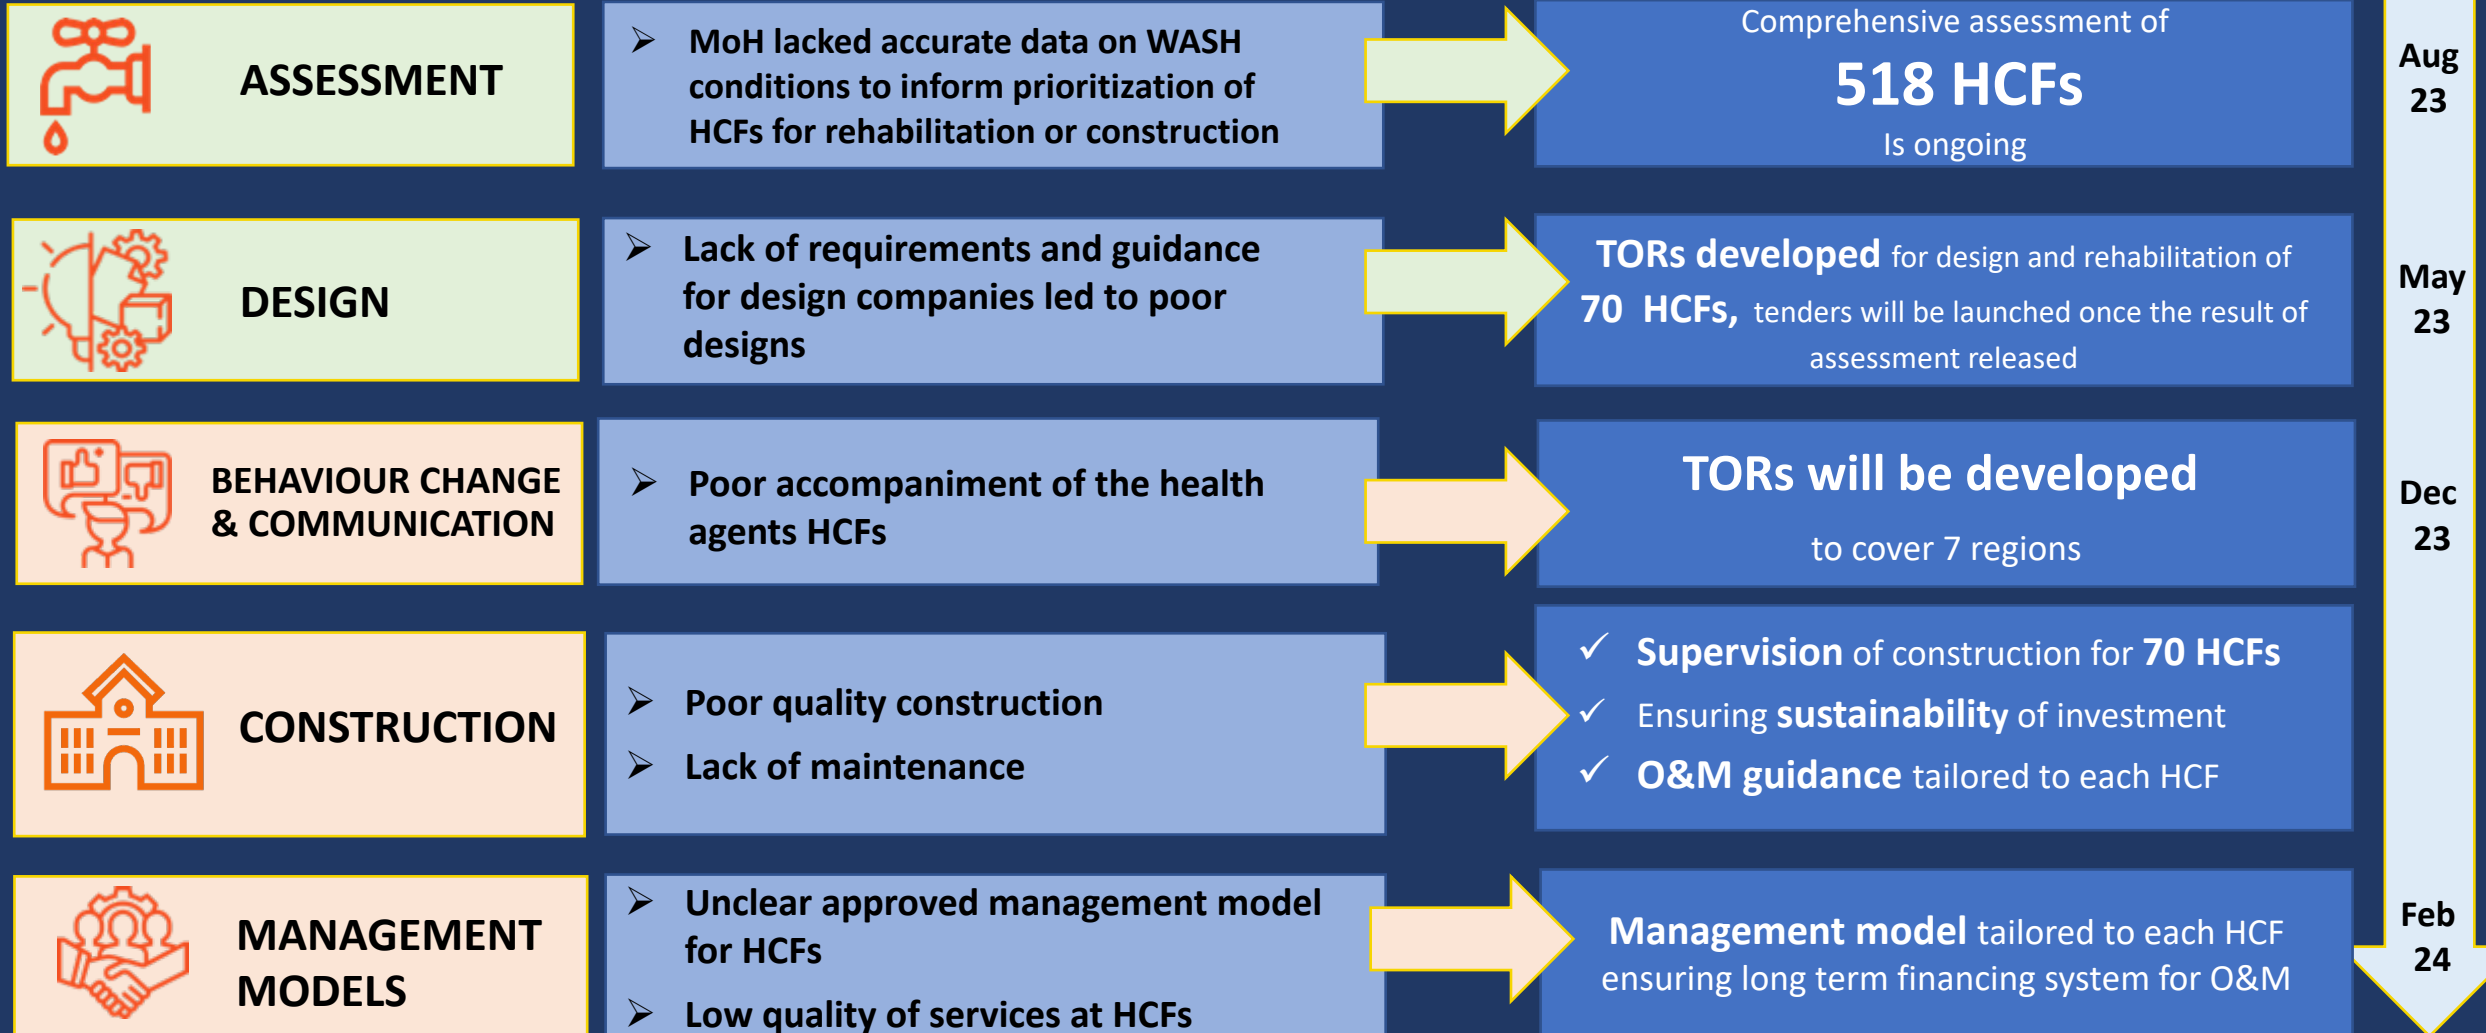 ASSESSMENT
➢ MoH lacked accurate data on WASH
conditions to inform prioritization of
HCFs for rehabilitation or construction
Comprehensive assessment of
518 HCFs
Is ongoing
Aug
23
DESIGN
➢ Lack of requirements and guidance
for design companies led to poor
designs
TORs developed for design and rehabilitation of
70 HCFs, tenders will be launched once the result of
assessment released
May
23
BEHAVIOUR CHANGE
& COMMUNICATION
➢ Poor accompaniment of the health
agents HCFs
TORs will be developed
to cover 7 regions
Dec
23
CONSTRUCTION
➢ Poor quality construction
➢ Lack of maintenance
✓ Supervision of construction for 70 HCFs
✓ Ensuring sustainability of investment
✓ O&M guidance tailored to each HCF
MANAGEMENT
MODELS
➢ Unclear approved management model
for HCFs
➢ Low quality of services at HCFs
Management model tailored to each HCF
ensuring long term financing system for O&M
Feb
24